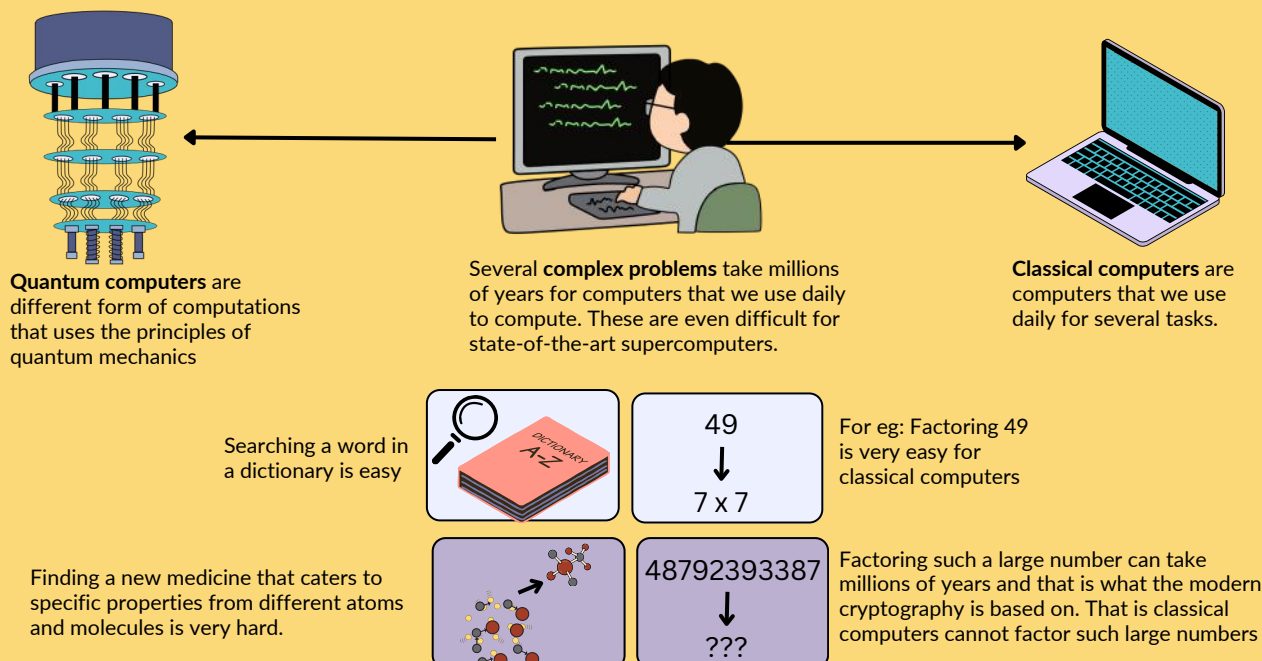 Quantum computers are
different form of computations
that uses the principles of
quantum mechanics
Several complex problems take millions
of years for computers that we use daily
to compute. These are even difficult for
state-of-the-art supercomputers.
Classical computers are
computers that we use
daily for several tasks.
Searching a word in
a dictionary is easy
DICTIONARY
A-Z
49
7 x 7
For eg: Factoring 49
is very easy for
classical computers
Finding a new medicine that caters to
specific properties from different atoms
and molecules is very hard.
48792393387
???
Factoring such a large number can take
millions of years and that is what the modern
cryptography is based on. That is classical
computers cannot factor such large numbers